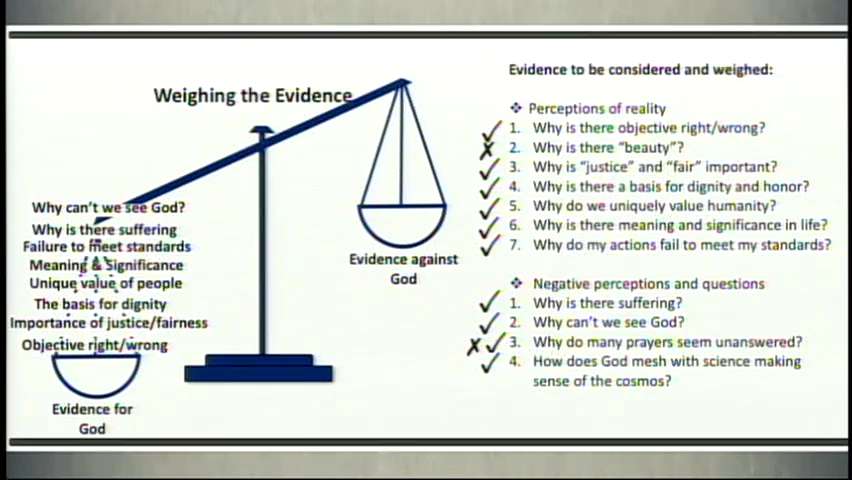 Weighing the Evidence
Why can't we see God?
Why is there suffering
Failure to meet standards
Meaning & Significance
Unique value of people
The basis for dignity
Importance of justice/fairness
Objective right/wrong
Evidence for
God
Evidence against
God
Evidence to be considered and weighed:
❖ Perceptions of reality
✓ 1. Why is there objective right/wrong?
✗ 2. Why is there “beauty”?
✓ 3. Why is “justice” and “fair” important?
✓ 4. Why is there a basis for dignity and honor?
✓ 5. Why do we uniquely value humanity?
✓ 6. Why is there meaning and significance in life?
✓ 7. Why do my actions fail to meet my standards?
❖ Negative perceptions and questions
✓ 1. Why is there suffering?
✓ 2. Why can't we see God?
✗✓ 3. Why do many prayers seem unanswered?
✓ 4. How does God mesh with science making
sense of the cosmos?